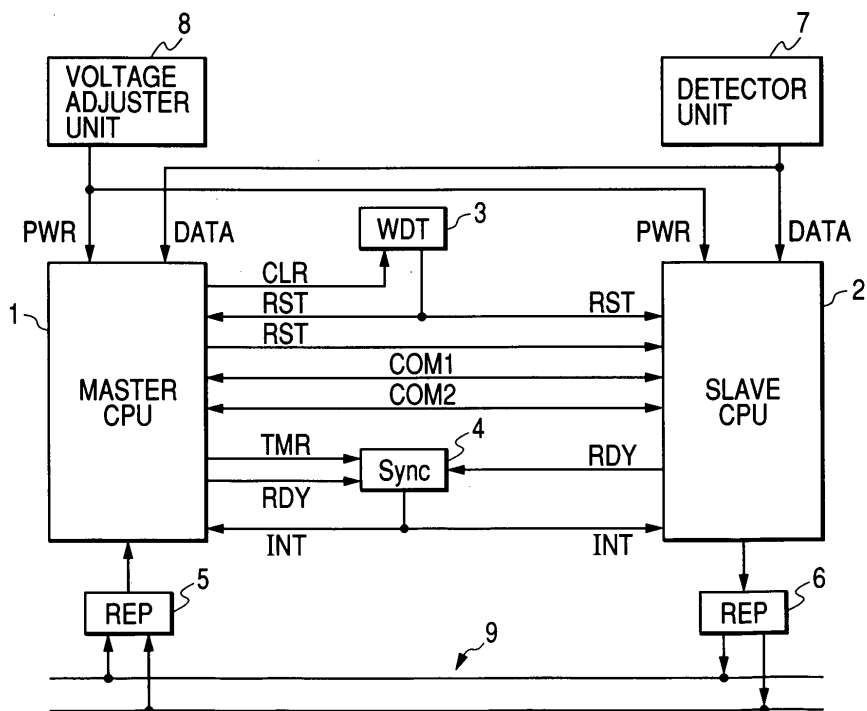 8
7
VOLTAGE
ADJUSTER
UNIT
DETECTOR
UNIT
PWR
DATA
WDT
3
PWR
DATA
1
CLR
2
RST
RST
RST
COM1
COM2
MASTER
CPU
SLAVE
CPU
4
TMR
Sync
RDY
RDY
INT
INT
REP
5
REP
6
9